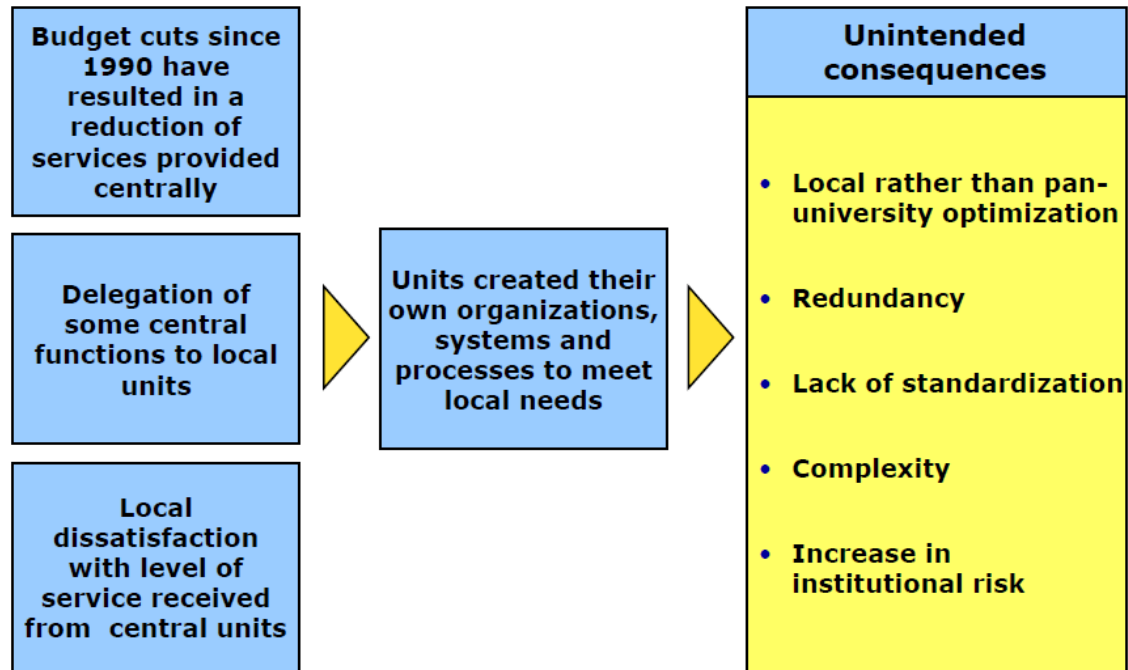 Budget cuts since
1990 have
resulted in a
reduction of
services provided
centrally
Delegation of
some central
functions to local
units
Local
dissatisfaction
with level of
service received
from central units
Units created their
own organizations,
systems and
processes to meet
local needs
Unintended
consequences
• Local rather than pan-
university optimization
• Redundancy
• Lack of standardization
• Complexity
• Increase in
institutional risk